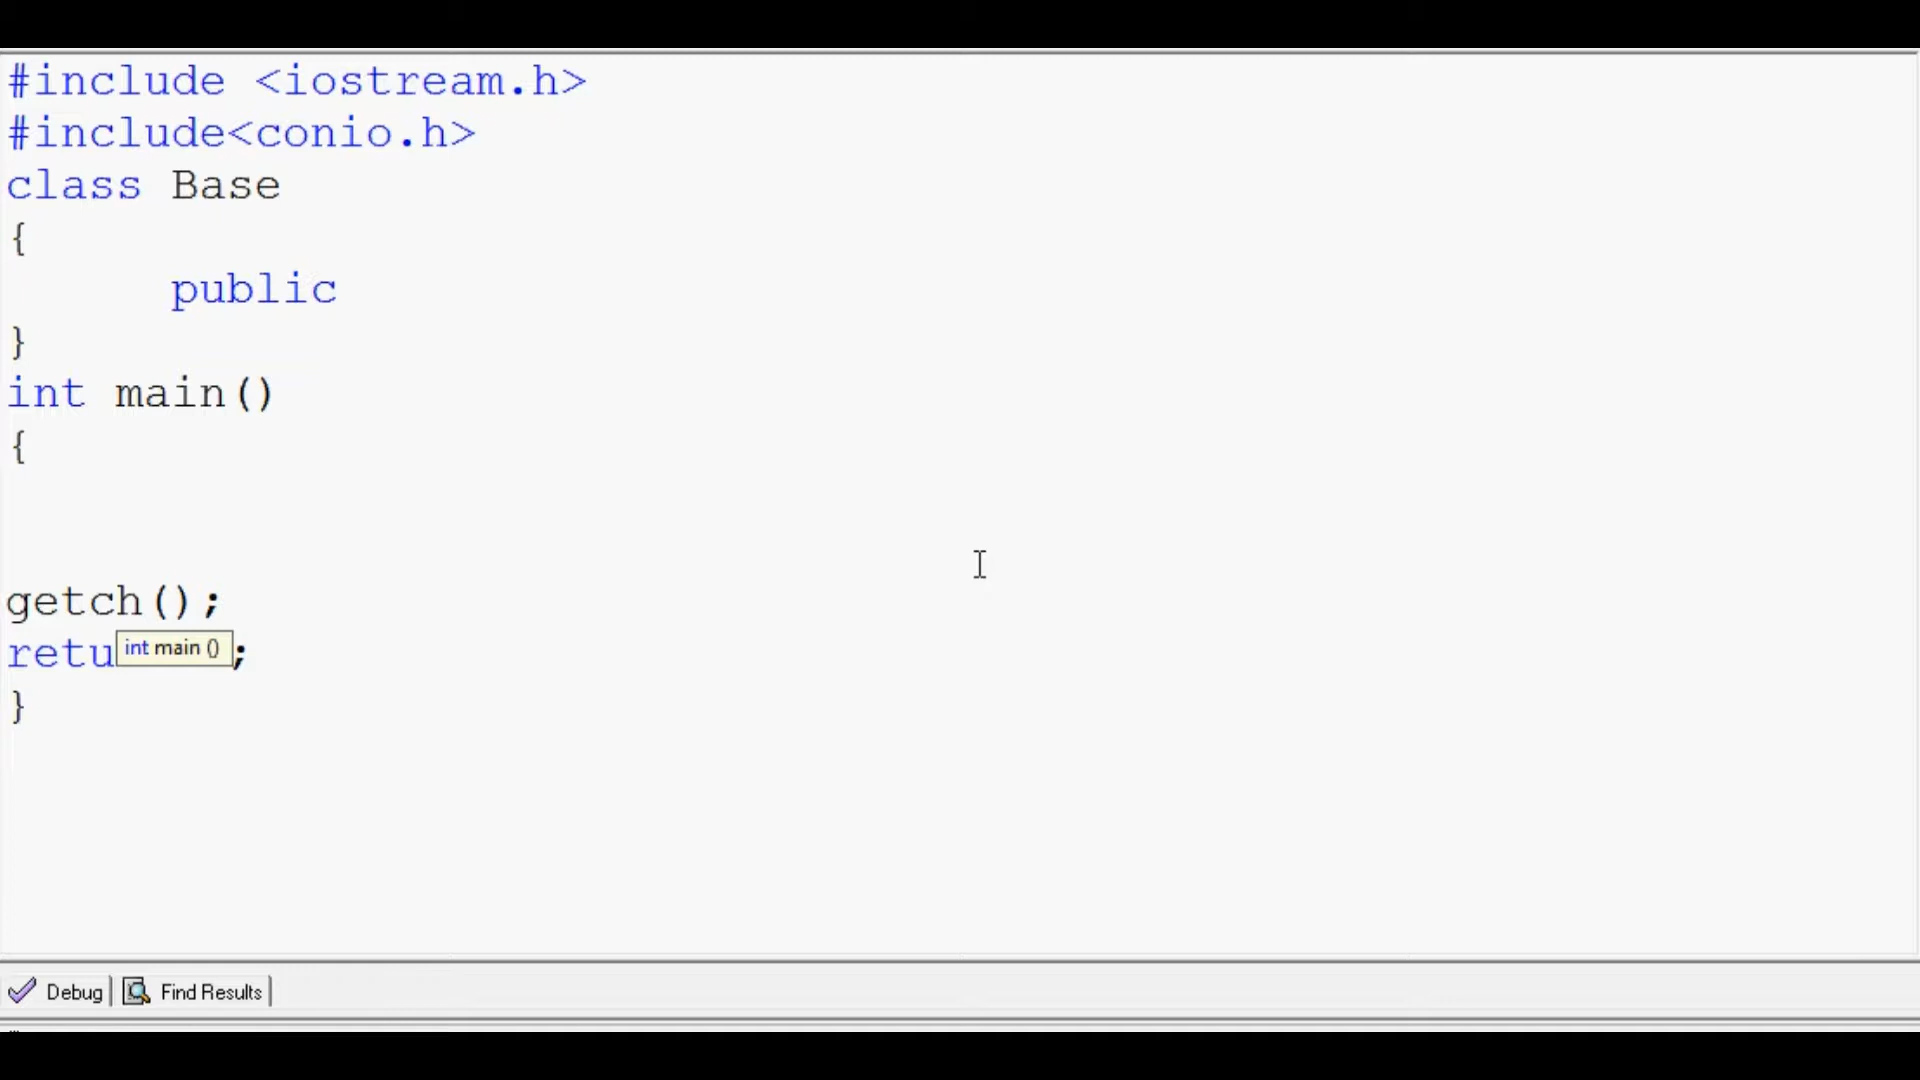 #include <iostream.h>
#include<conio.h>
class Base
{
public
}
int main()
{
getch();
retu int main () ;
}
Debug Find Results